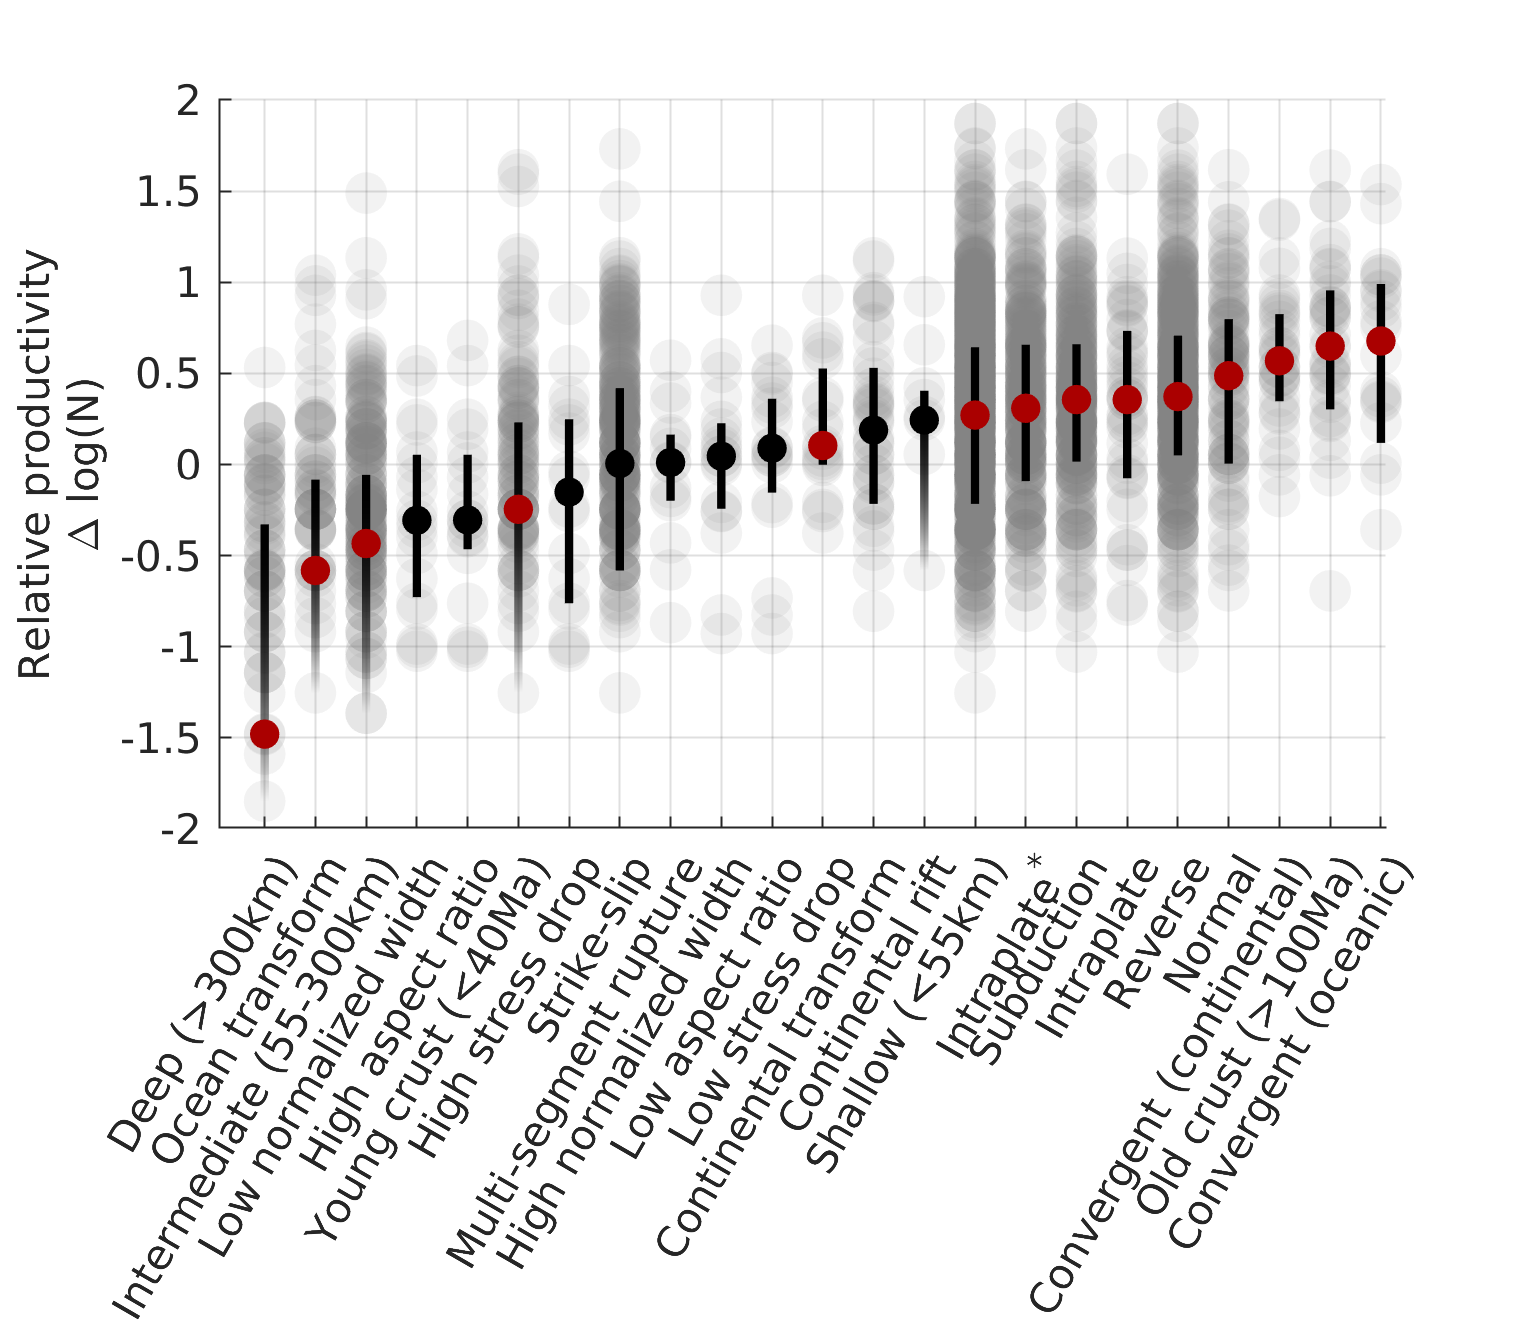 Relative productivity
Δ log(N)
2
1.5
1
0.5
0
-0.5
-1
-1.5
-2
Deep (>300km)
Ocean transform
Intermediate (55-300km)
Low normalized width
High aspect ratio
Young crust (<40Ma)
High stress drop
Strike-slip
Multi-segment rupture
High normalized width
Low aspect ratio
Low stress drop
Continental transform
Continental rift
Shallow (<55km)
Intraplate*
Subduction
Intraplate
Reverse
Normal
Convergent (continental)
Old crust (>100Ma)
Convergent (oceanic)